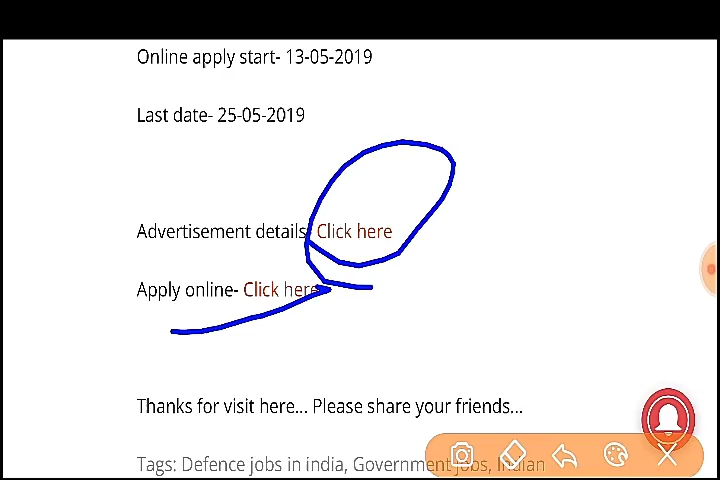 Online apply start- 13-05-2019
Last date- 25-05-2019
Advertisement details Click here
Apply online- Click here
Thanks for visit here... Please share your friends...
Tags: Defence jobs in india, Government jobs, Indian